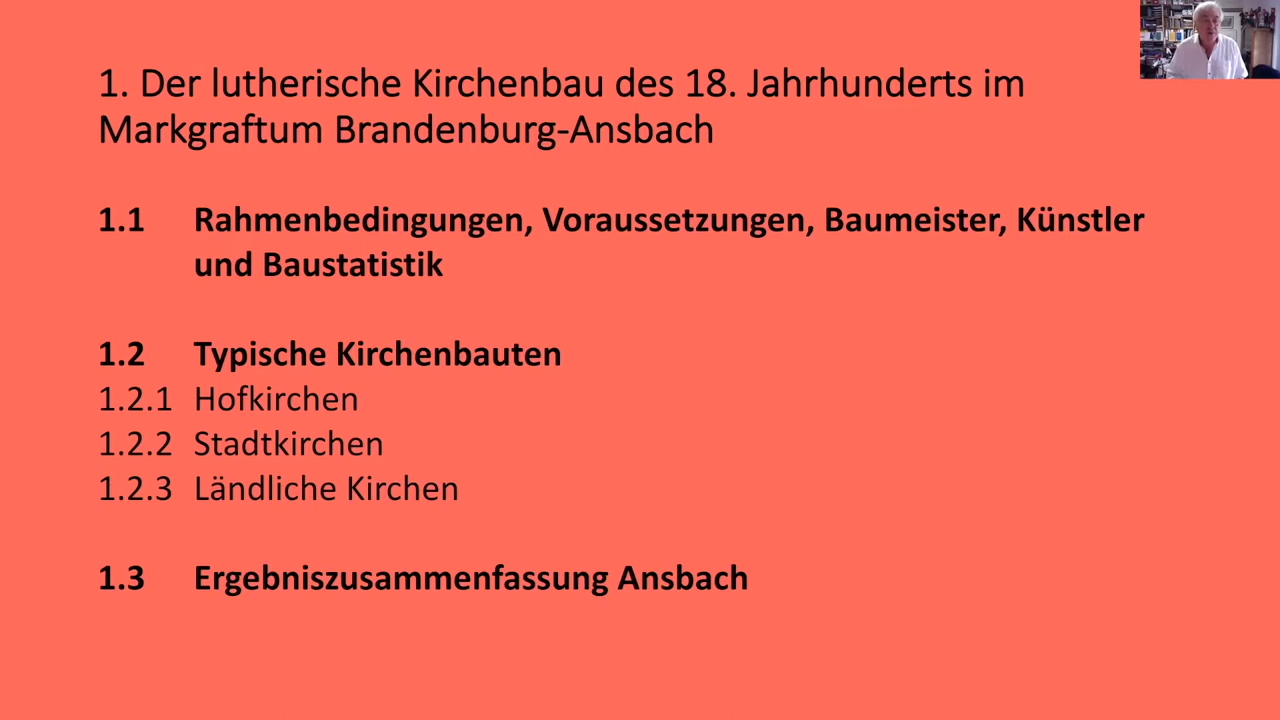 1. Der lutherische Kirchenbau des 18. Jahrhunderts im
Markgraftum Brandenburg-Ansbach
1.1 Rahmenbedingungen, Voraussetzungen, Baumeister, Künstler
und Baustatistik
1.2 Typische Kirchenbauten
1.2.1 Hofkirchen
1.2.2 Stadtkirchen
1.2.3 Ländliche Kirchen
1.3 Ergebniszusammenfassung Ansbach